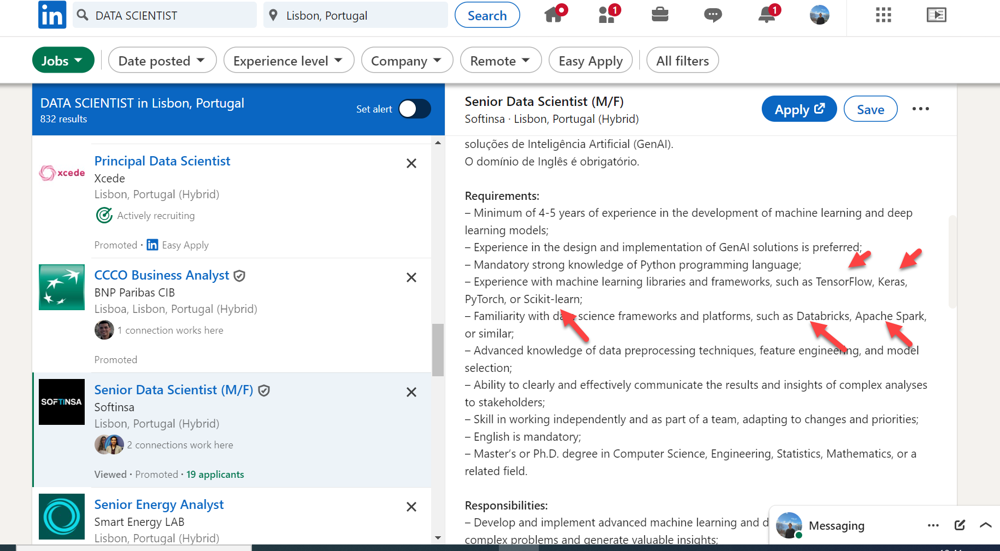 in
DATA SCIENTIST
Lisbon, Portugal
Search
1
1
Jobs
Date posted
Experience level
Company
Remote
Easy Apply
All filters
DATA SCIENTIST in Lisbon, Portugal
832 results
Set alert
xcede
Principal Data Scientist
Xcede
Lisbon, Portugal (Hybrid)
Actively recruiting
Promoted · in Easy Apply
CCCO Business Analyst
BNP Paribas CIB
Lisboa, Lisbon, Portugal (Hybrid)
1 connection works here
Promoted
SOFTINSA
Senior Data Scientist (M/F)
Softinsa
Lisbon, Portugal (Hybrid)
2 connections work here
Viewed · Promoted · 19 applicants
Senior Energy Analyst
Smart Energy LAB
Lisbon, Portugal (Hybrid)
Senior Data Scientist (M/F)
Softinsa · Lisbon, Portugal (Hybrid)
Apply
Save
soluções de Inteligência Artificial (GenAI).
O domínio de Inglês é obrigatório.
Requirements:
– Minimum of 4-5 years of experience in the development of machine learning and deep
learning models;
– Experience in the design and implementation of GenAI solutions is preferred;
– Mandatory strong knowledge of Python programming language;
– Experience with machine learning libraries and frameworks, such as TensorFlow, Keras,
PyTorch, or Scikit-learn;
– Familiarity with data science frameworks and platforms, such as Databricks, Apache Spark,
or similar;
– Advanced knowledge of data preprocessing techniques, feature engineering, and model
selection;
– Ability to clearly and effectively communicate the results and insights of complex analyses
to stakeholders;
– Skill in working independently and as part of a team, adapting to changes and priorities;
– English is mandatory;
– Master’s or Ph.D. degree in Computer Science, Engineering, Statistics, Mathematics, or a
related field.
Responsibilities:
– Develop and implement advanced machine learning and d
complex problems and generate valuable insights;
Messaging